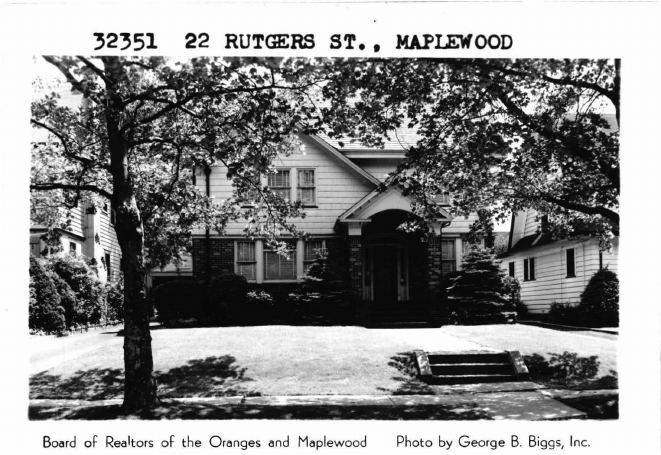 32351 22 RUTGERS ST., MAPLEWOOD
Board of Realtors of the Oranges and Maplewood Photo by George B. Biggs, Inc.